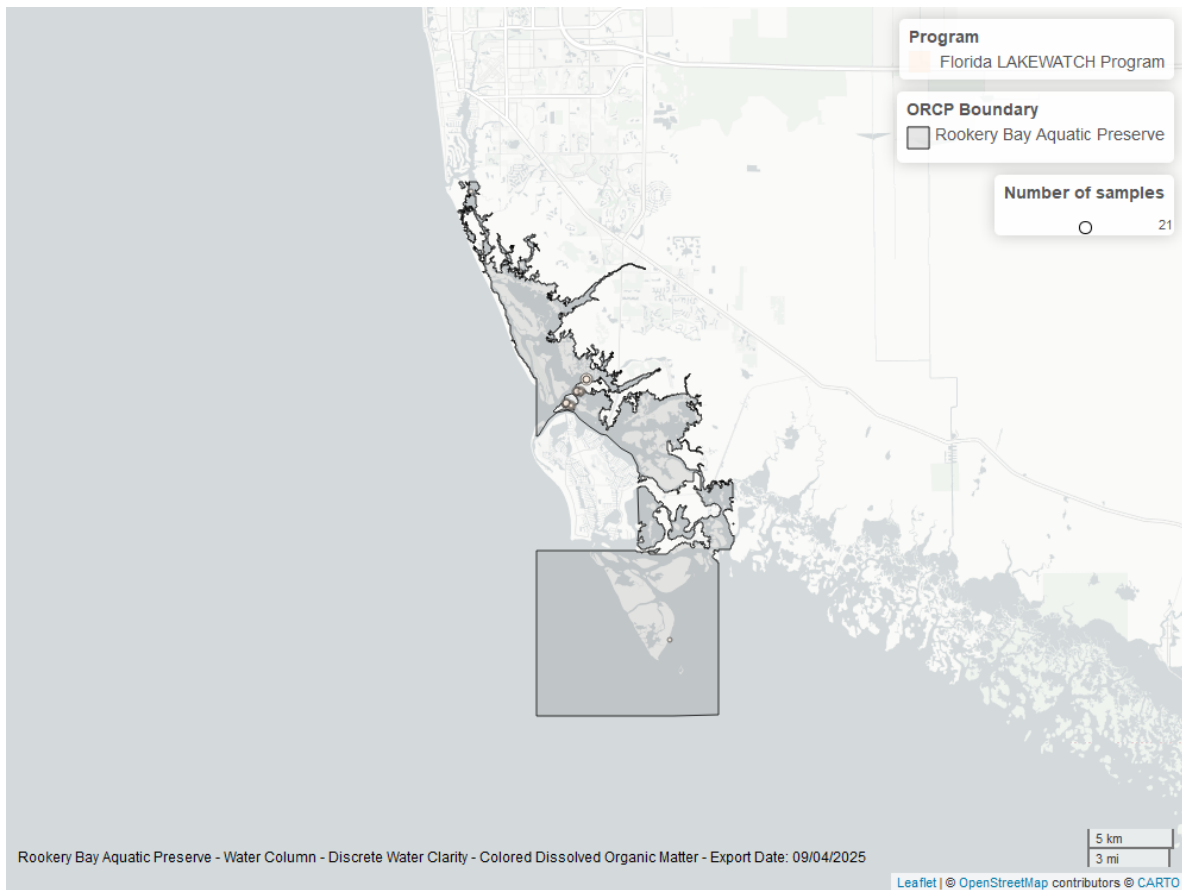 Program
Florida LAKEWATCH Program
ORCP Boundary
Rookery Bay Aquatic Preserve
Number of samples
21
5 km
3 mi
Rookery Bay Aquatic Preserve - Water Column - Discrete Water Clarity - Colored Dissolved Organic Matter - Export Date: 09/04/2025
Leaflet | © OpenStreetMap contributors © CARTO